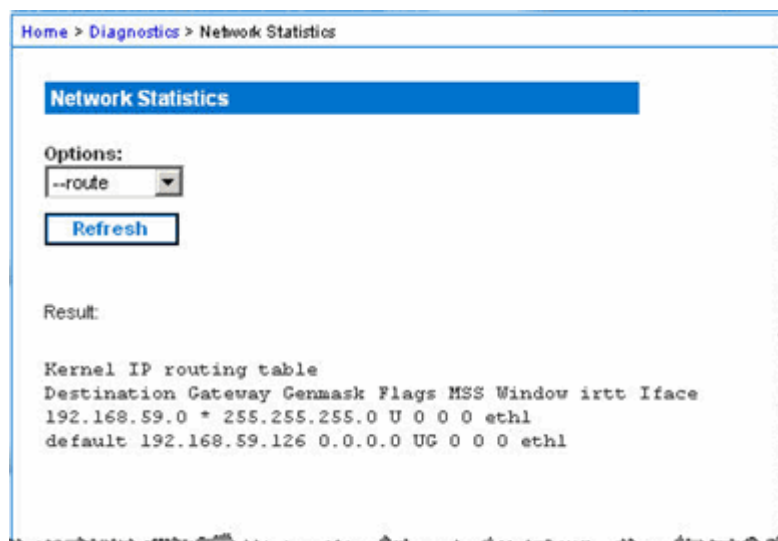 Home > Diagnostics > Network Statistics
Network Statistics
Options:
--route
Refresh
Result:
Kernel IP routing table
Destination Gateway Genmask Flags MSS Window irtt Iface
192.168.59.0 * 255.255.255.0 U 0 0 0 eth1
default 192.168.59.126 0.0.0.0 UG 0 0 0 eth1